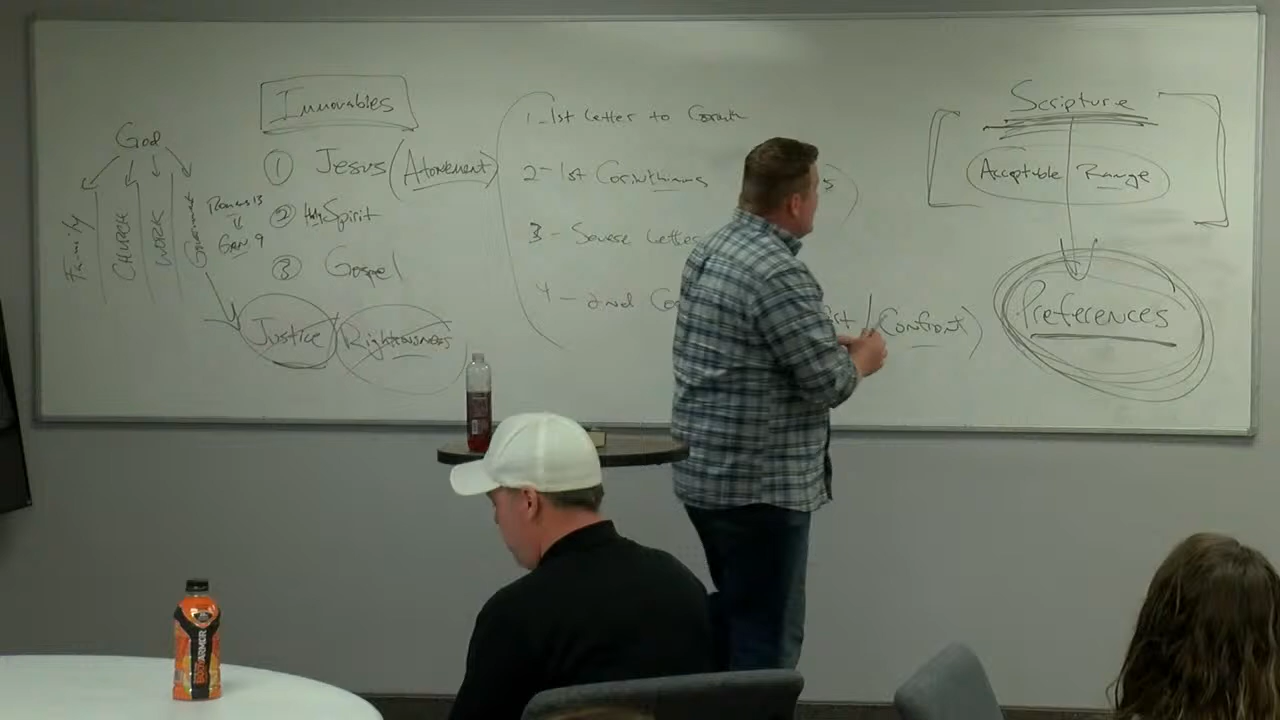 God
Family
CHURCH
WORK
Government
Romans 13
GEN 9
Justice / Righteousness
Immovables
① Jesus (Atonement)
② Holy Spirit
③ Gospel
1 - 1st Letter to Corinth
2 - 1st Corinthians
3 - Severe Letter
4 - 2nd
/ Confront)
Scripture
Acceptable Range
Preferences
BODYARMOR